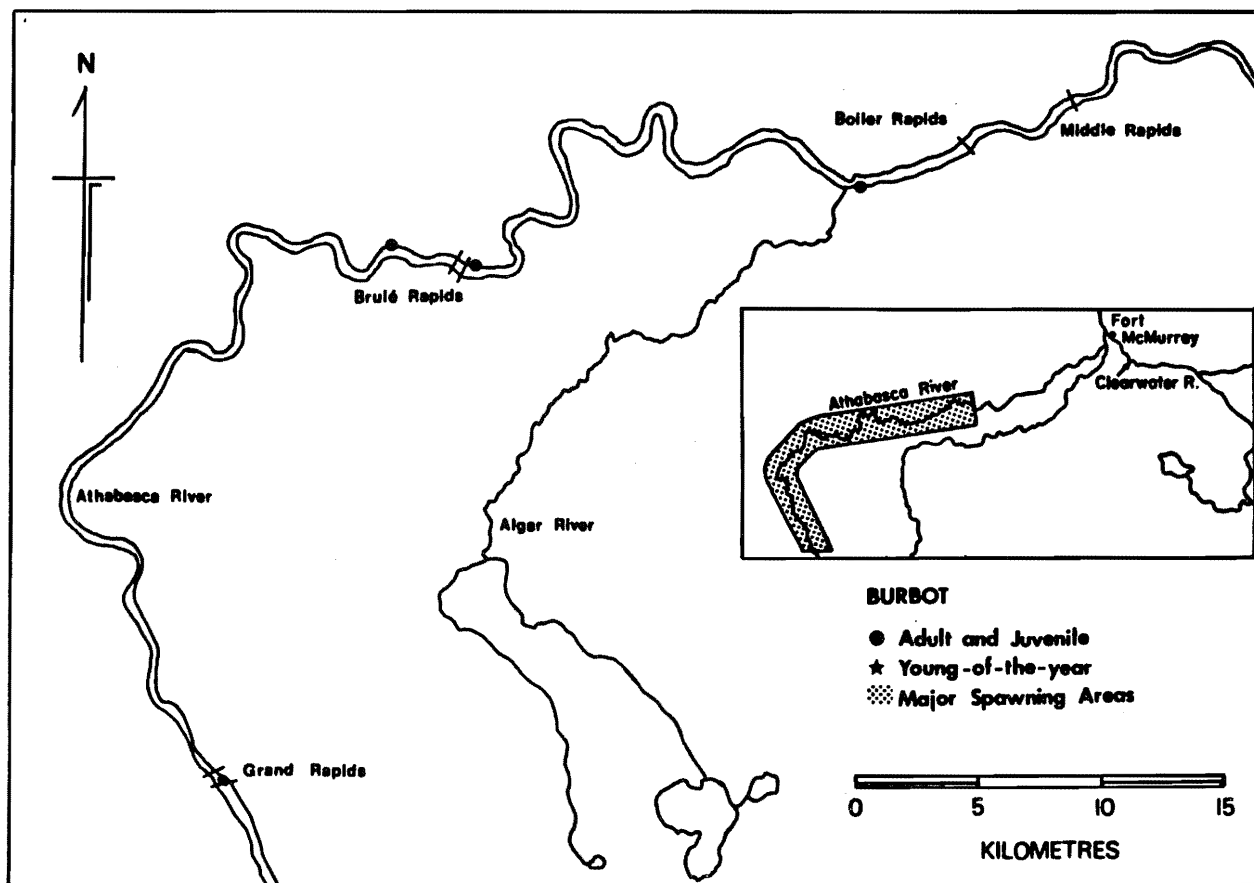 N
Boiler Rapids
Middle Rapids
Brulé Rapids
Fort
McMurrey
Clearwater R.
Athabasca River
Athabasca River
Algar River
BURBOT
Adult and Juvenile
Young-of-the-year
Major Spawning Areas
Grand Rapids
0 5 10 15
KILOMETRES